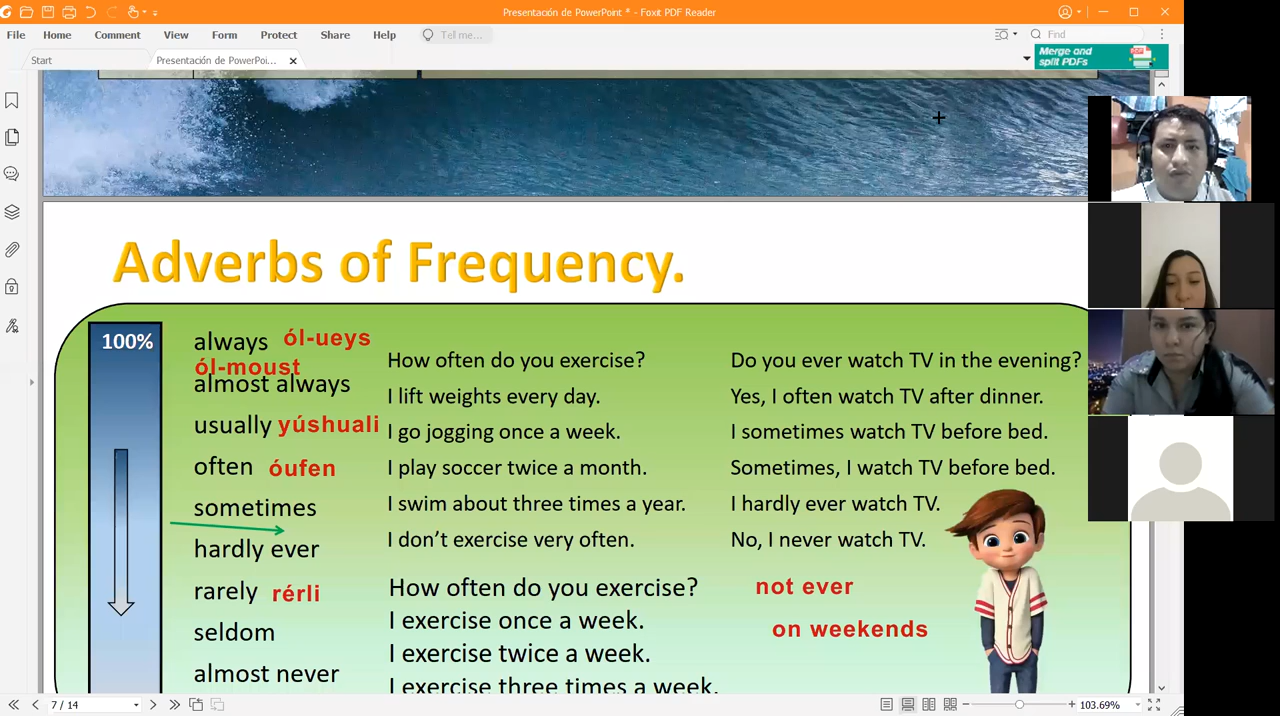 Presentación de PowerPoint * - Foxit PDF Reader
File Home Comment View Form Protect Share Help Tell me... Find
Start Presentación de PowerPoi... Merge and split PDFs
Adverbs of Frequency.
100%
always ól-ueys
ól-moust
almost always
usually yúshuali
often óufen
sometimes
hardly ever
rarely rérli
seldom
almost never
How often do you exercise?
I lift weights every day.
I go jogging once a week.
I play soccer twice a month.
I swim about three times a year.
I don't exercise very often.
How often do you exercise?
I exercise once a week.
I exercise twice a week.
I exercise three times a week.
Do you ever watch TV in the evening?
Yes, I often watch TV after dinner.
I sometimes watch TV before bed.
Sometimes, I watch TV before bed.
I hardly ever watch TV.
No, I never watch TV.
not ever
on weekends
7 / 14
103.69%